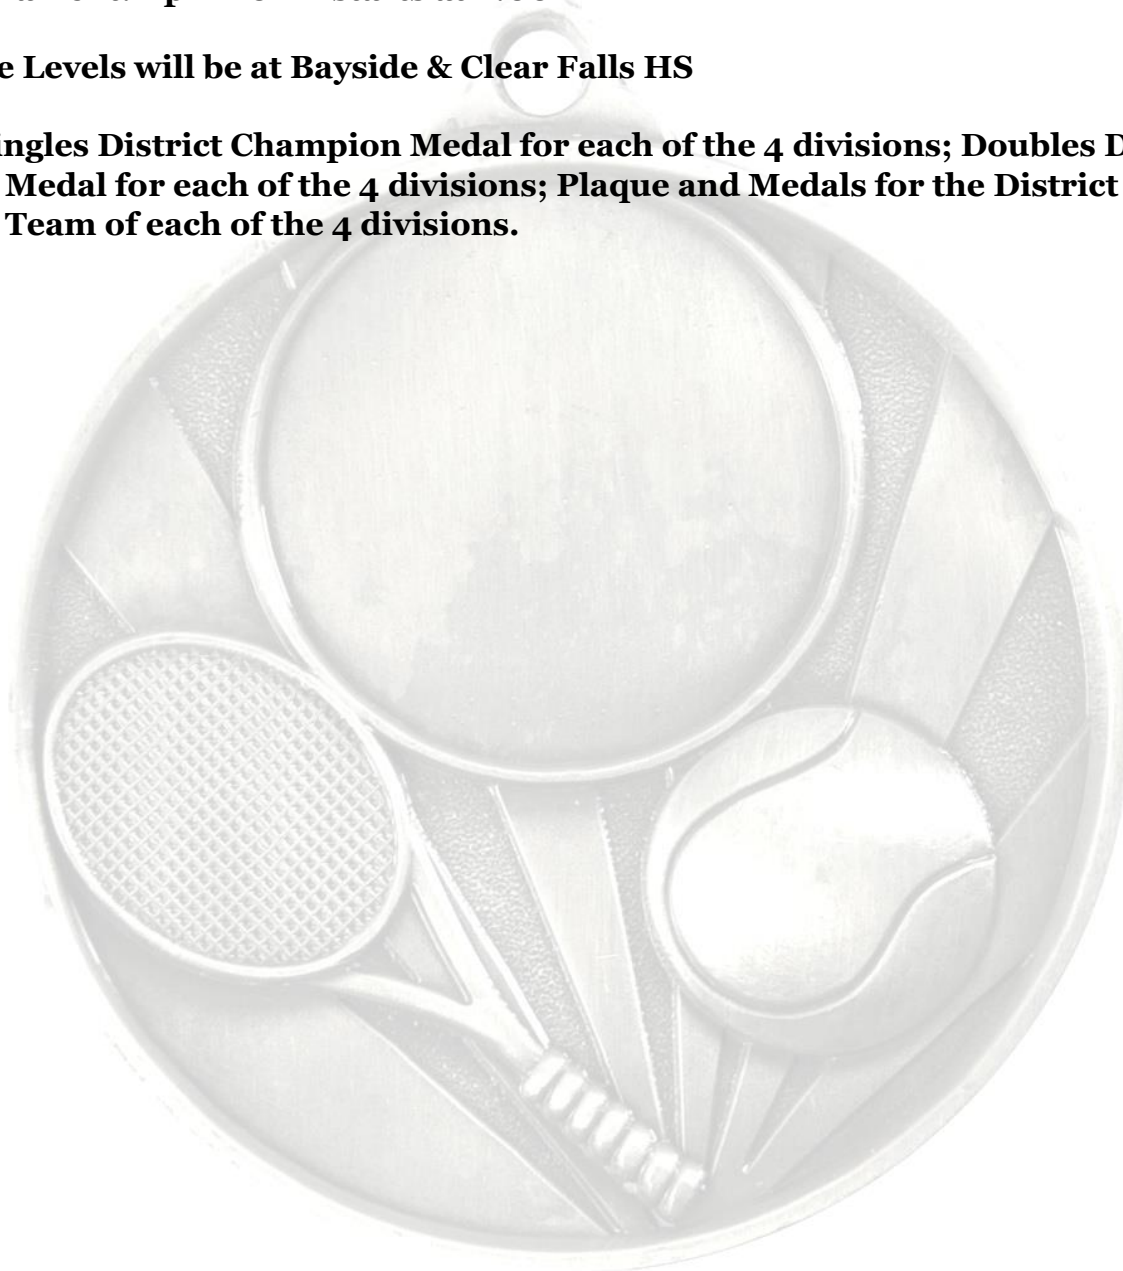 e Levels will be at Bayside & Clear Falls HS
ingles District Champion Medal for each of the 4 divisions; Doubles D
Medal for each of the 4 divisions; Plaque and Medals for the District
Team of each of the 4 divisions.